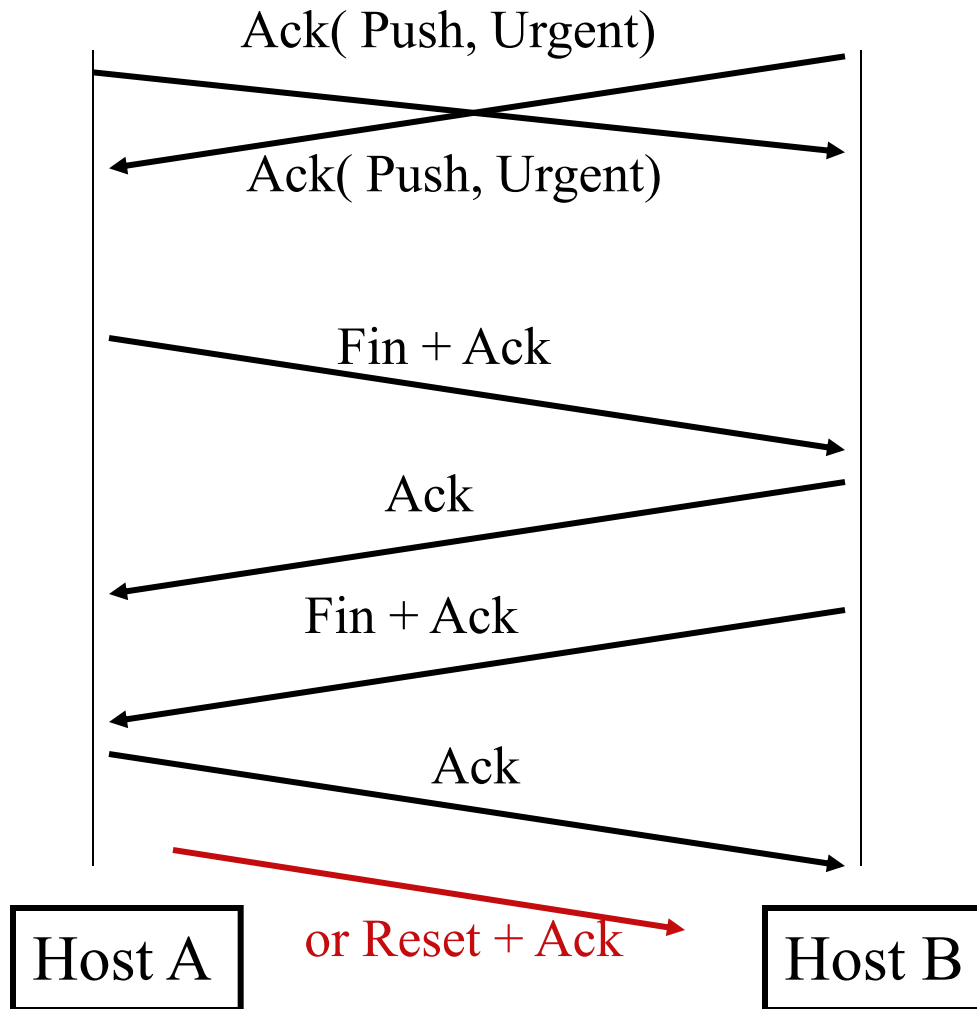 Ack( Push, Urgent)
Ack( Push, Urgent)
Fin + Ack
Ack
Fin + Ack
Ack
or Reset + Ack
Host A
Host B